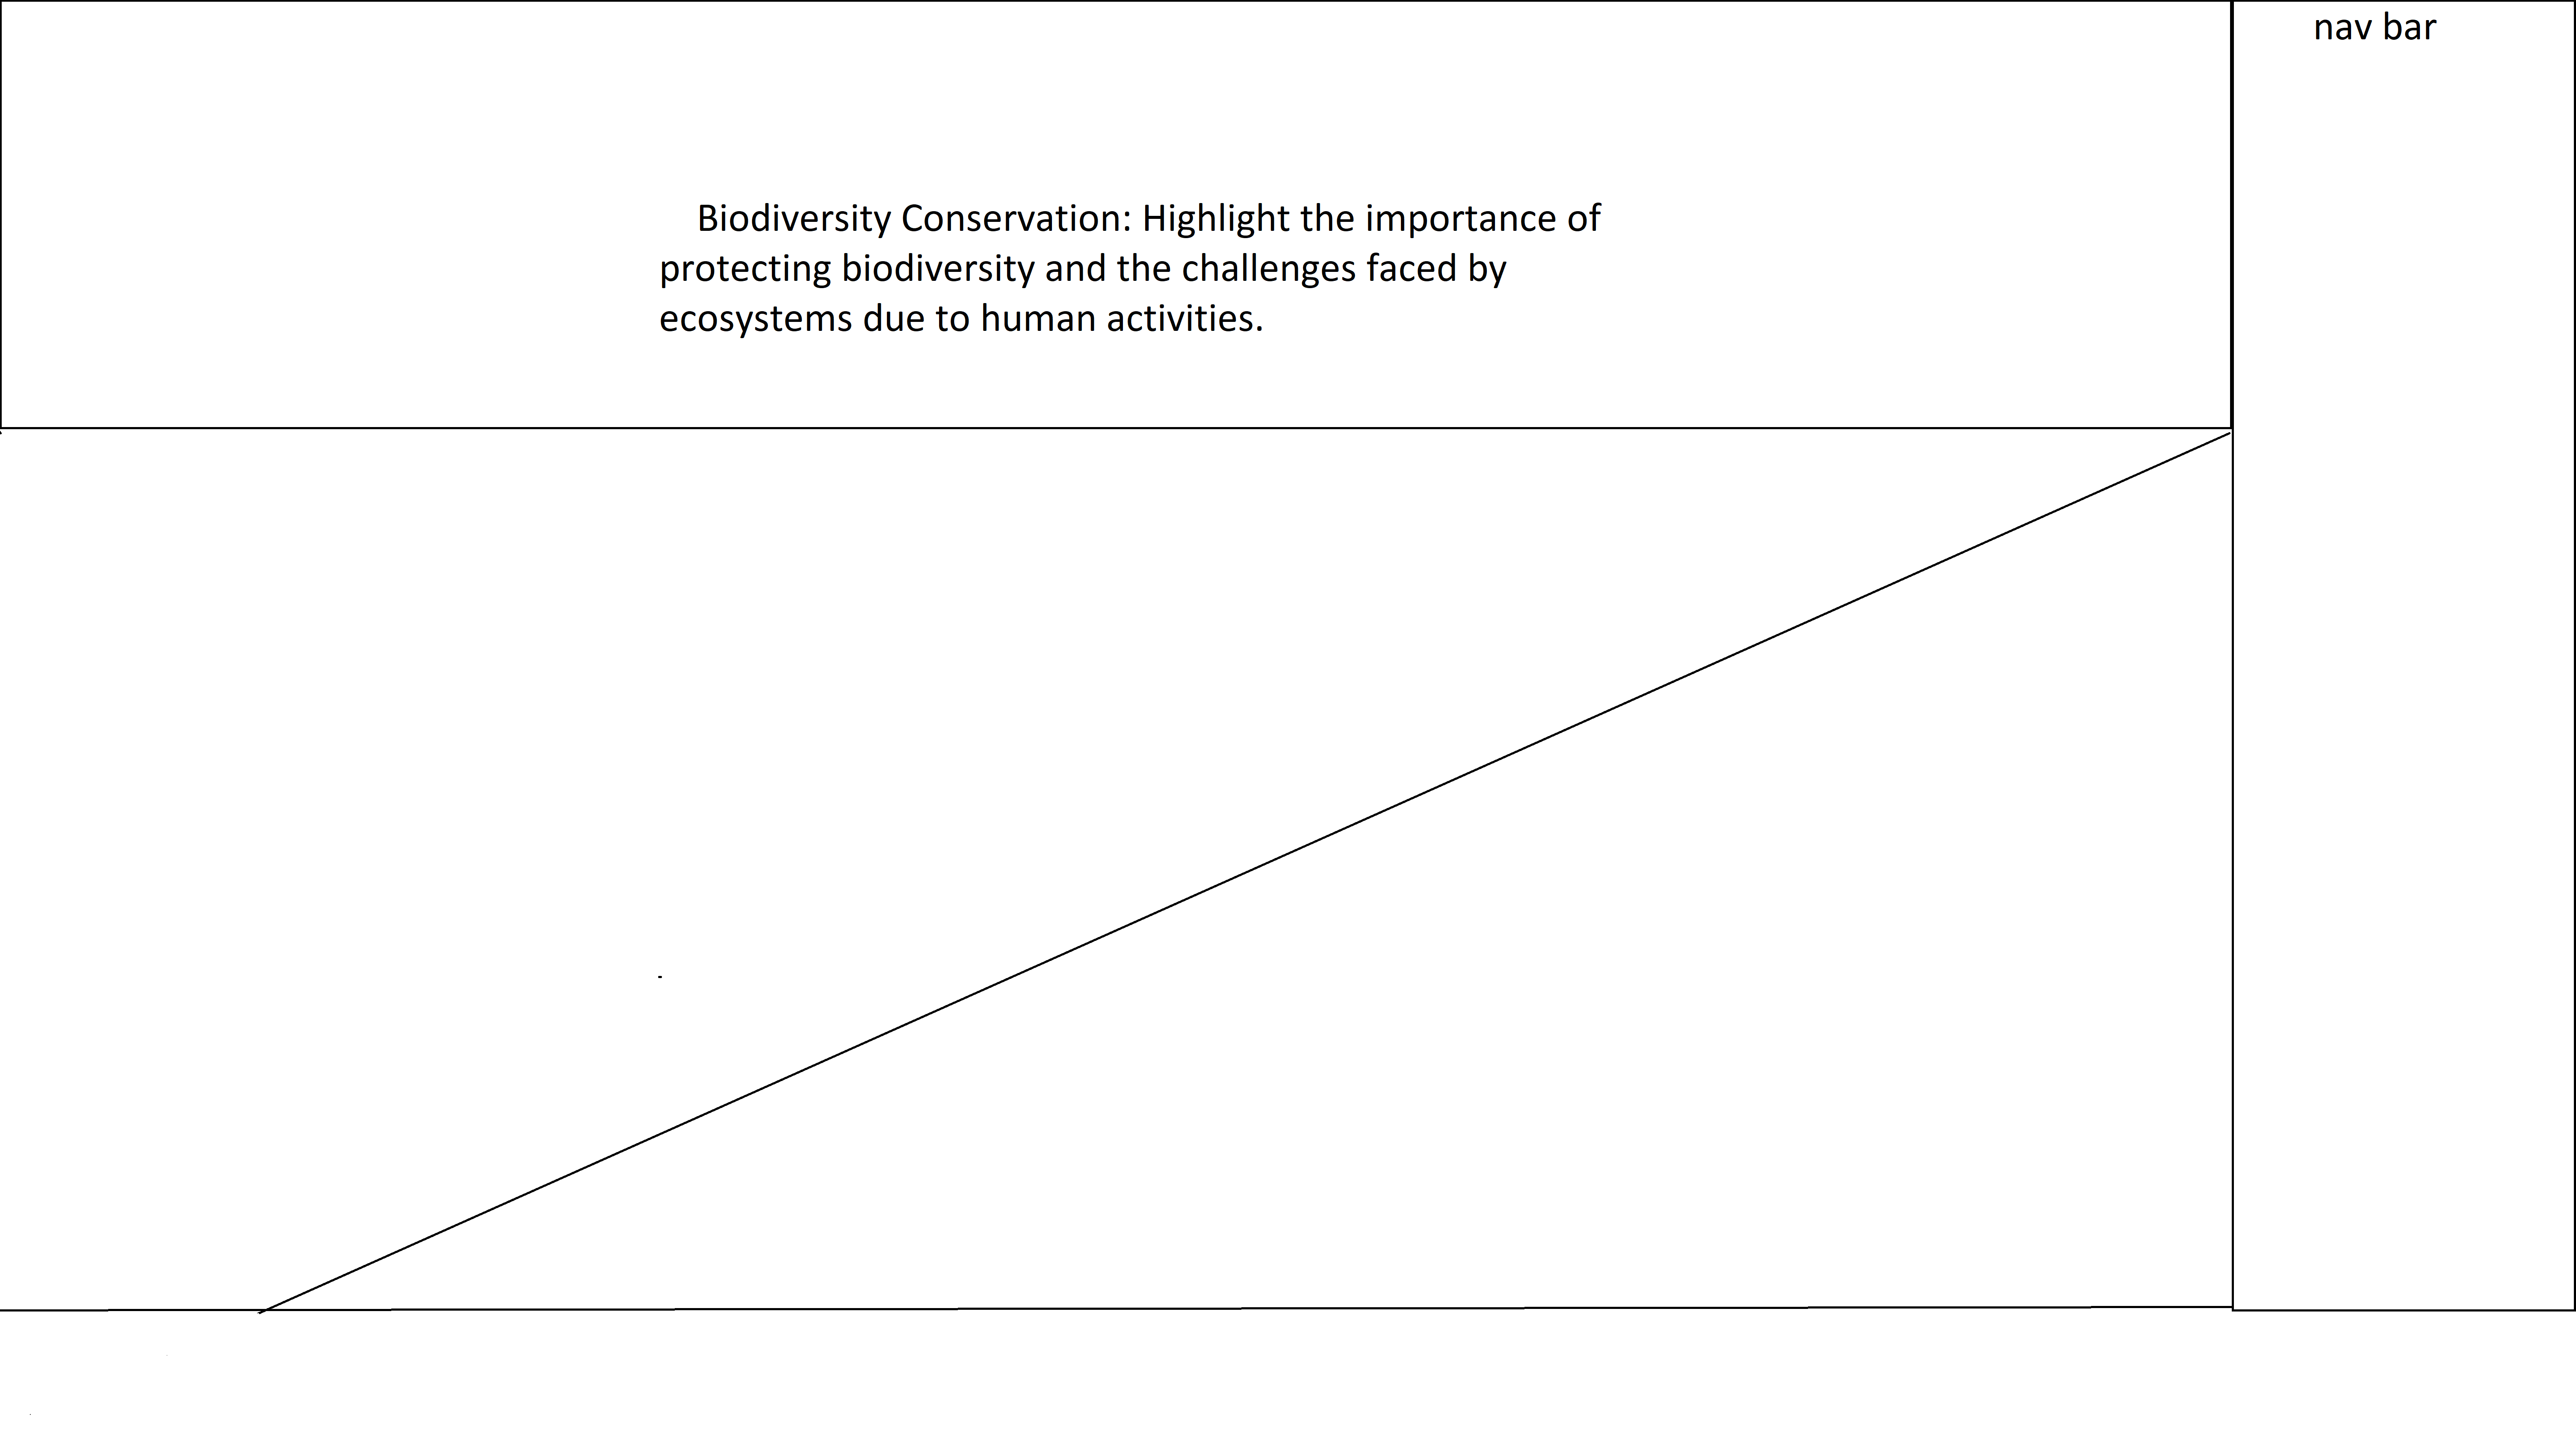 nav bar
Biodiversity Conservation: Highlight the importance of
protecting biodiversity and the challenges faced by
ecosystems due to human activities.